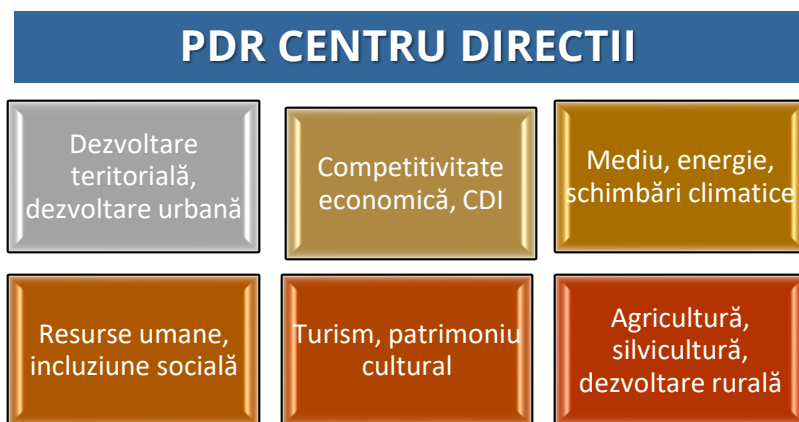 PDR CENTRU DIRECTII
Dezvoltare
teritorială,
dezvoltare urbană
Competitivitate
economică, CDI
Mediu, energie,
schimbări climatice
Resurse umane,
incluziune socială
Turism, patrimoniu
cultural
Agricultură,
silvicultură,
dezvoltare rurală